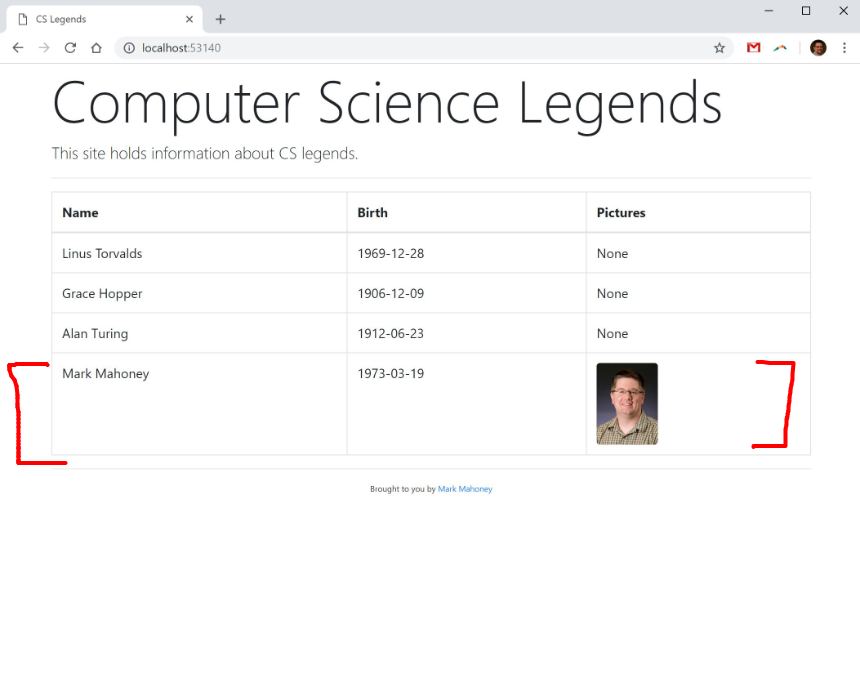 CS Legends
localhost:53140
Computer Science Legends
This site holds information about CS legends.
Name Birth Pictures
Linus Torvalds 1969-12-28 None
Grace Hopper 1906-12-09 None
Alan Turing 1912-06-23 None
Mark Mahoney 1973-03-19
Brought to you by Mark Mahoney